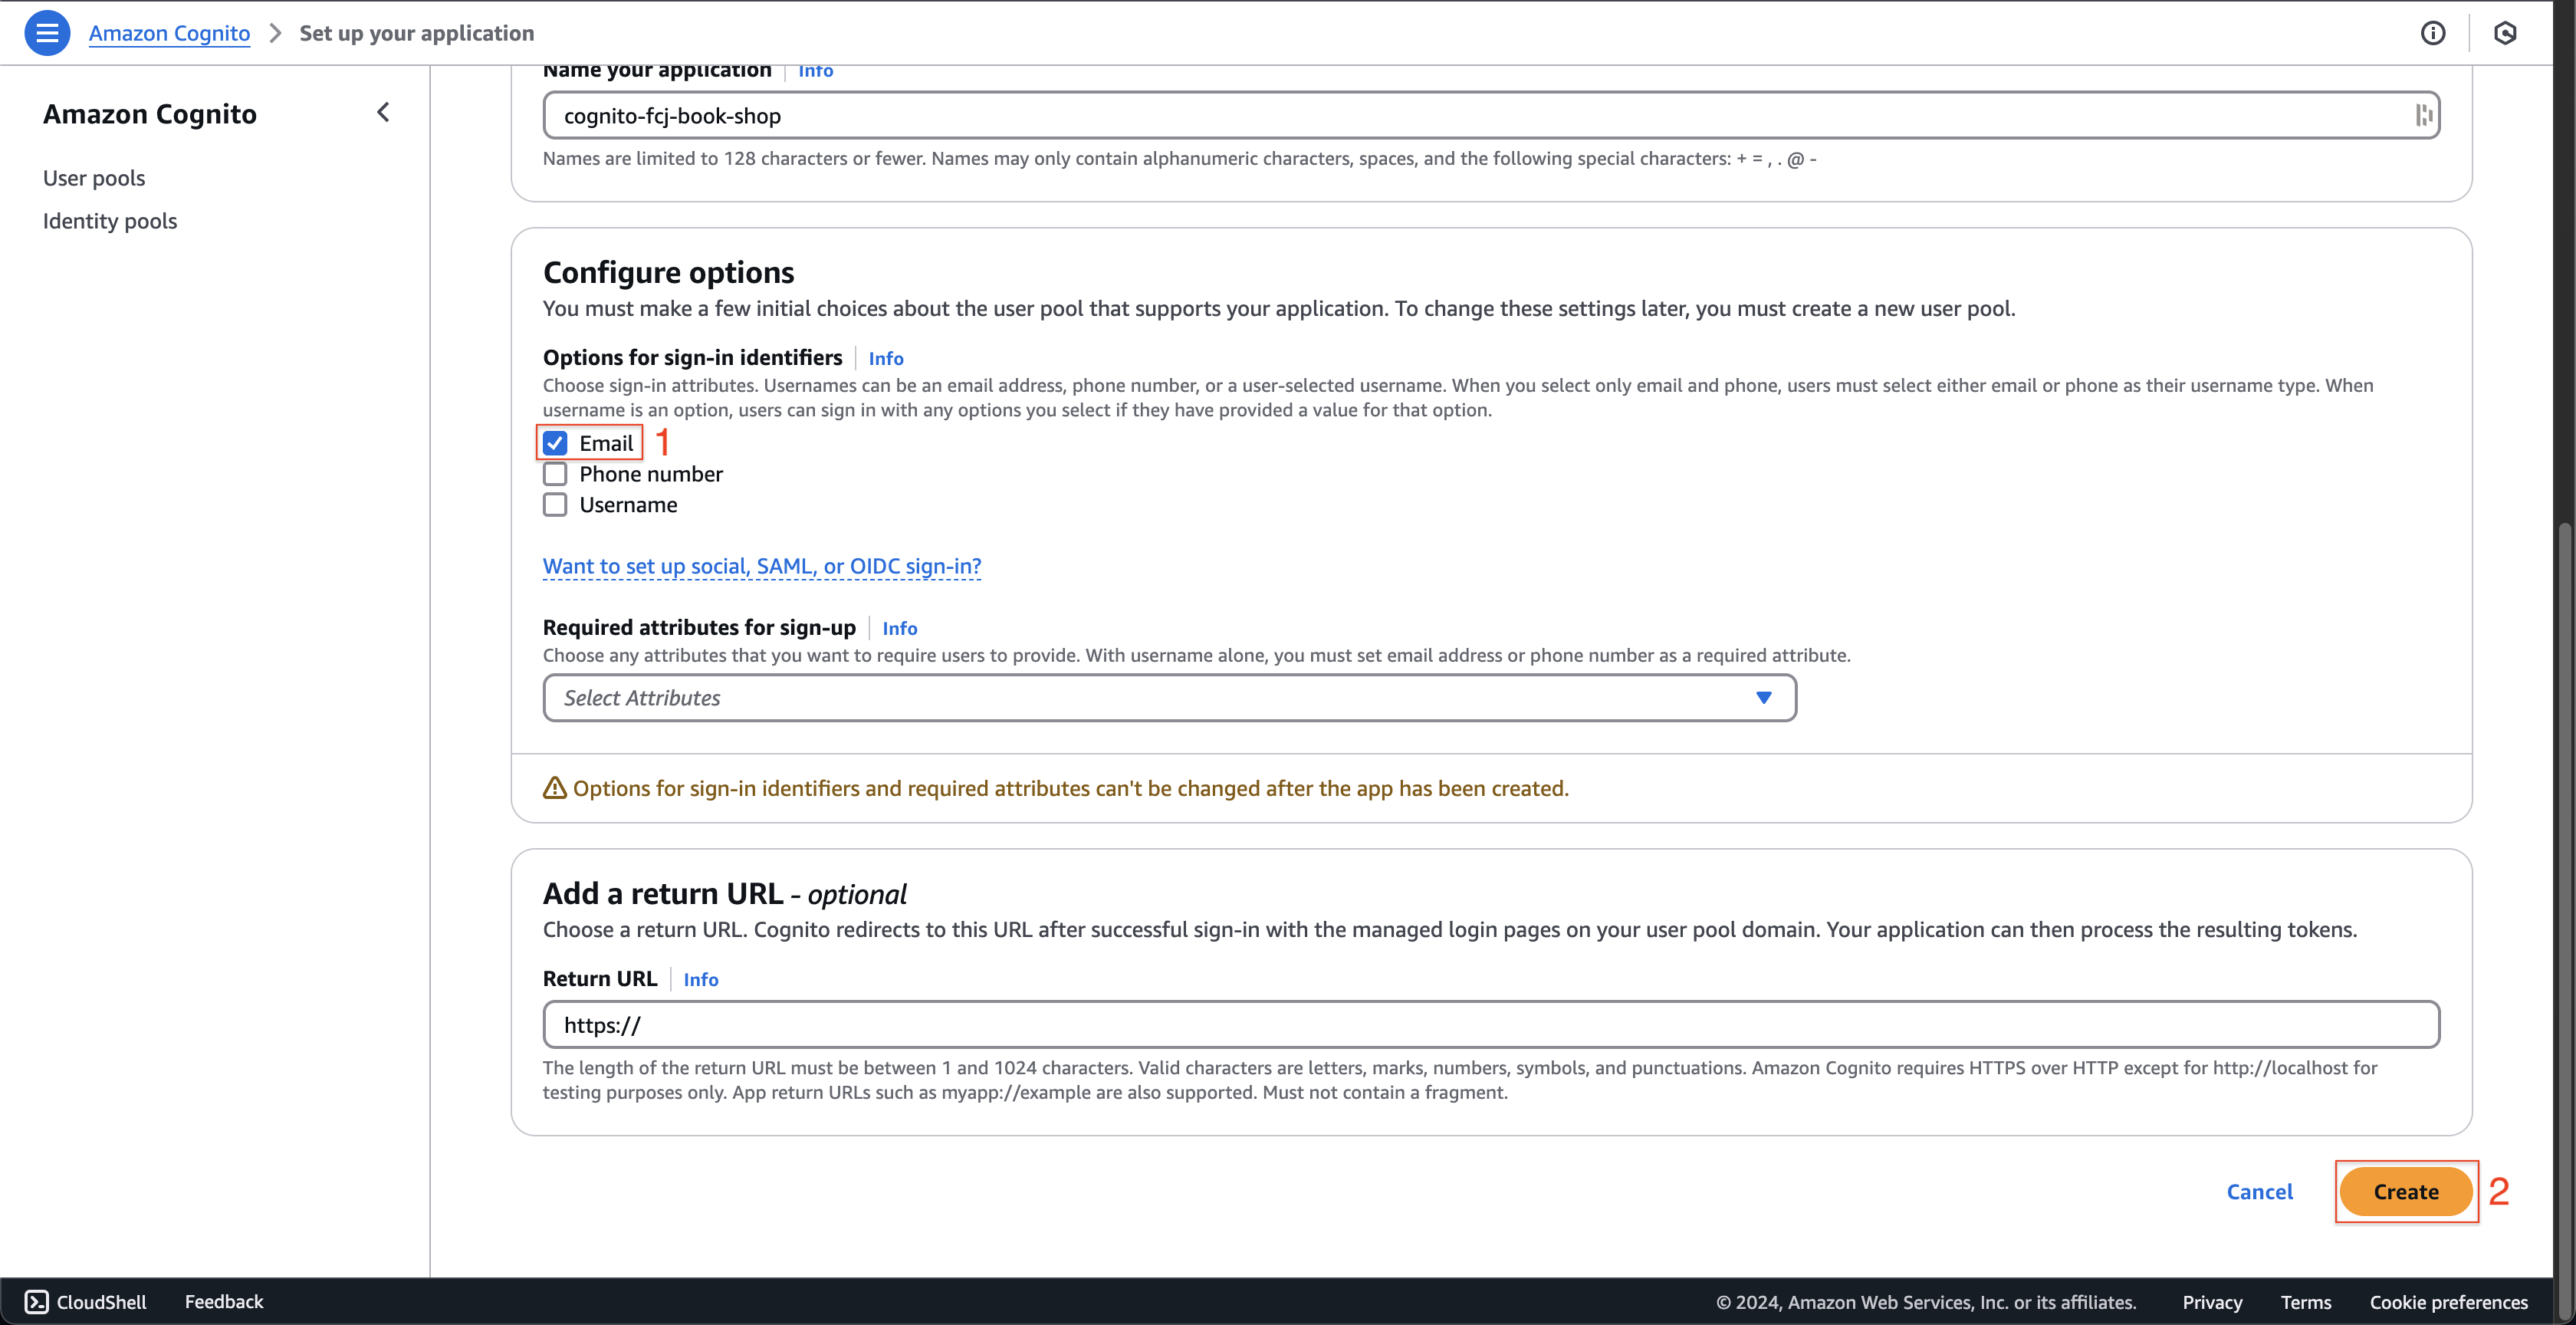 Amazon Cognito > Set up your application
Amazon Cognito
User pools
Identity pools
Name your application Info
cognito-fcj-book-shop
Names are limited to 128 characters or fewer. Names may only contain alphanumeric characters, spaces, and the following special characters: + = , . @ -
Configure options
You must make a few initial choices about the user pool that supports your application. To change these settings later, you must create a new user pool.
Options for sign-in identifiers Info
Choose sign-in attributes. Usernames can be an email address, phone number, or a user-selected username. When you select only email and phone, users must select either email or phone as their username type. When
username is an option, users can sign in with any options you select if they have provided a value for that option.
Email 1
Phone number
Username
Want to set up social, SAML, or OIDC sign-in?
Required attributes for sign-up Info
Choose any attributes that you want to require users to provide. With username alone, you must set email address or phone number as a required attribute.
Select Attributes
Options for sign-in identifiers and required attributes can't be changed after the app has been created.
Add a return URL - optional
Choose a return URL. Cognito redirects to this URL after successful sign-in with the managed login pages on your user pool domain. Your application can then process the resulting tokens.
Return URL Info
https://
The length of the return URL must be between 1 and 1024 characters. Valid characters are letters, marks, numbers, symbols, and punctuations. Amazon Cognito requires HTTPS over HTTP except for http://localhost for
testing purposes only. App return URLs such as myapp://example are also supported. Must not contain a fragment.
Cancel Create 2
CloudShell Feedback © 2024, Amazon Web Services, Inc. or its affiliates. Privacy Terms Cookie preferences